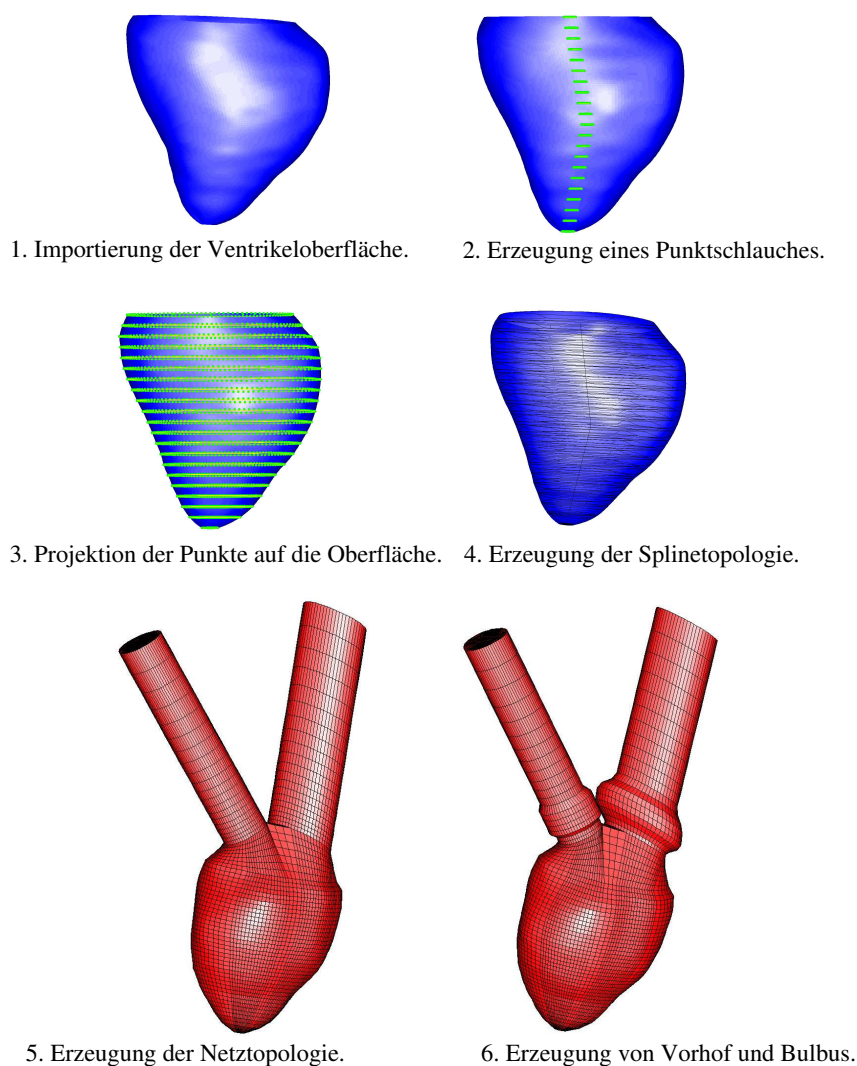 1. Importierung der Ventrikeloberfläche.
2. Erzeugung eines Punktschlauches.
3. Projektion der Punkte auf die Oberfläche.
4. Erzeugung der Splinetopologie.
5. Erzeugung der Netztopologie.
6. Erzeugung von Vorhof und Bulbus.